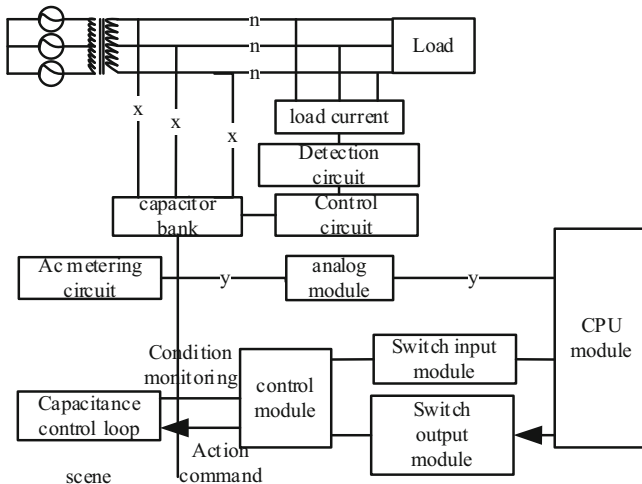 n
n
Load
n
x
x
x
load current
Detection
circuit
capacitor
bank
Control
circuit
Ac metering
circuit
y
analog
module
y
CPU
module
Condition
monitoring
Switch input
module
control
module
Capacitance
control loop
Switch
output
module
Action
command
scene